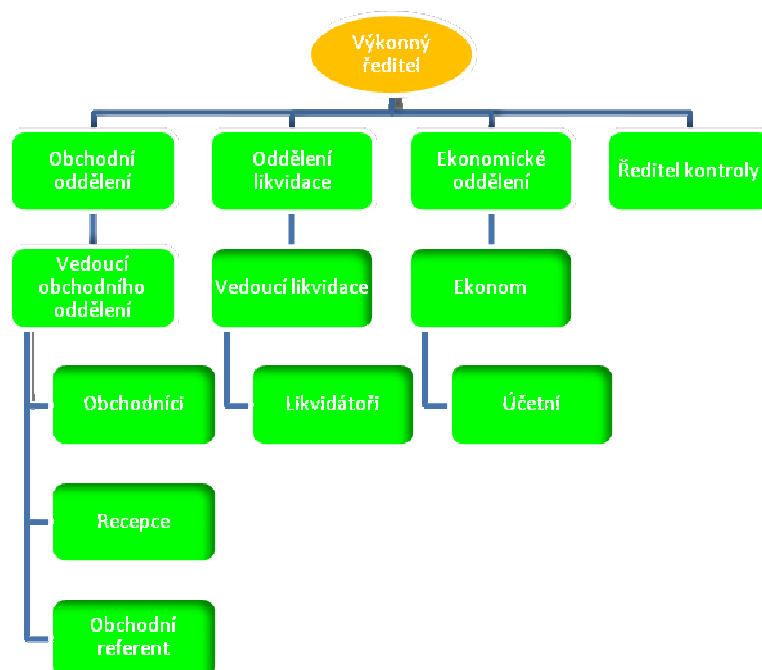 Výkonný
ředitel
Obchodní
oddělení
Oddělení
likvidace
Ekonomické
oddělení
Ředitel kontroly
Vedoucí
obchodního
oddělení
Vedoucí likvidace
Ekonom
Obchodníci
Likvidátoři
Účetní
Recepce
Obchodní
referent